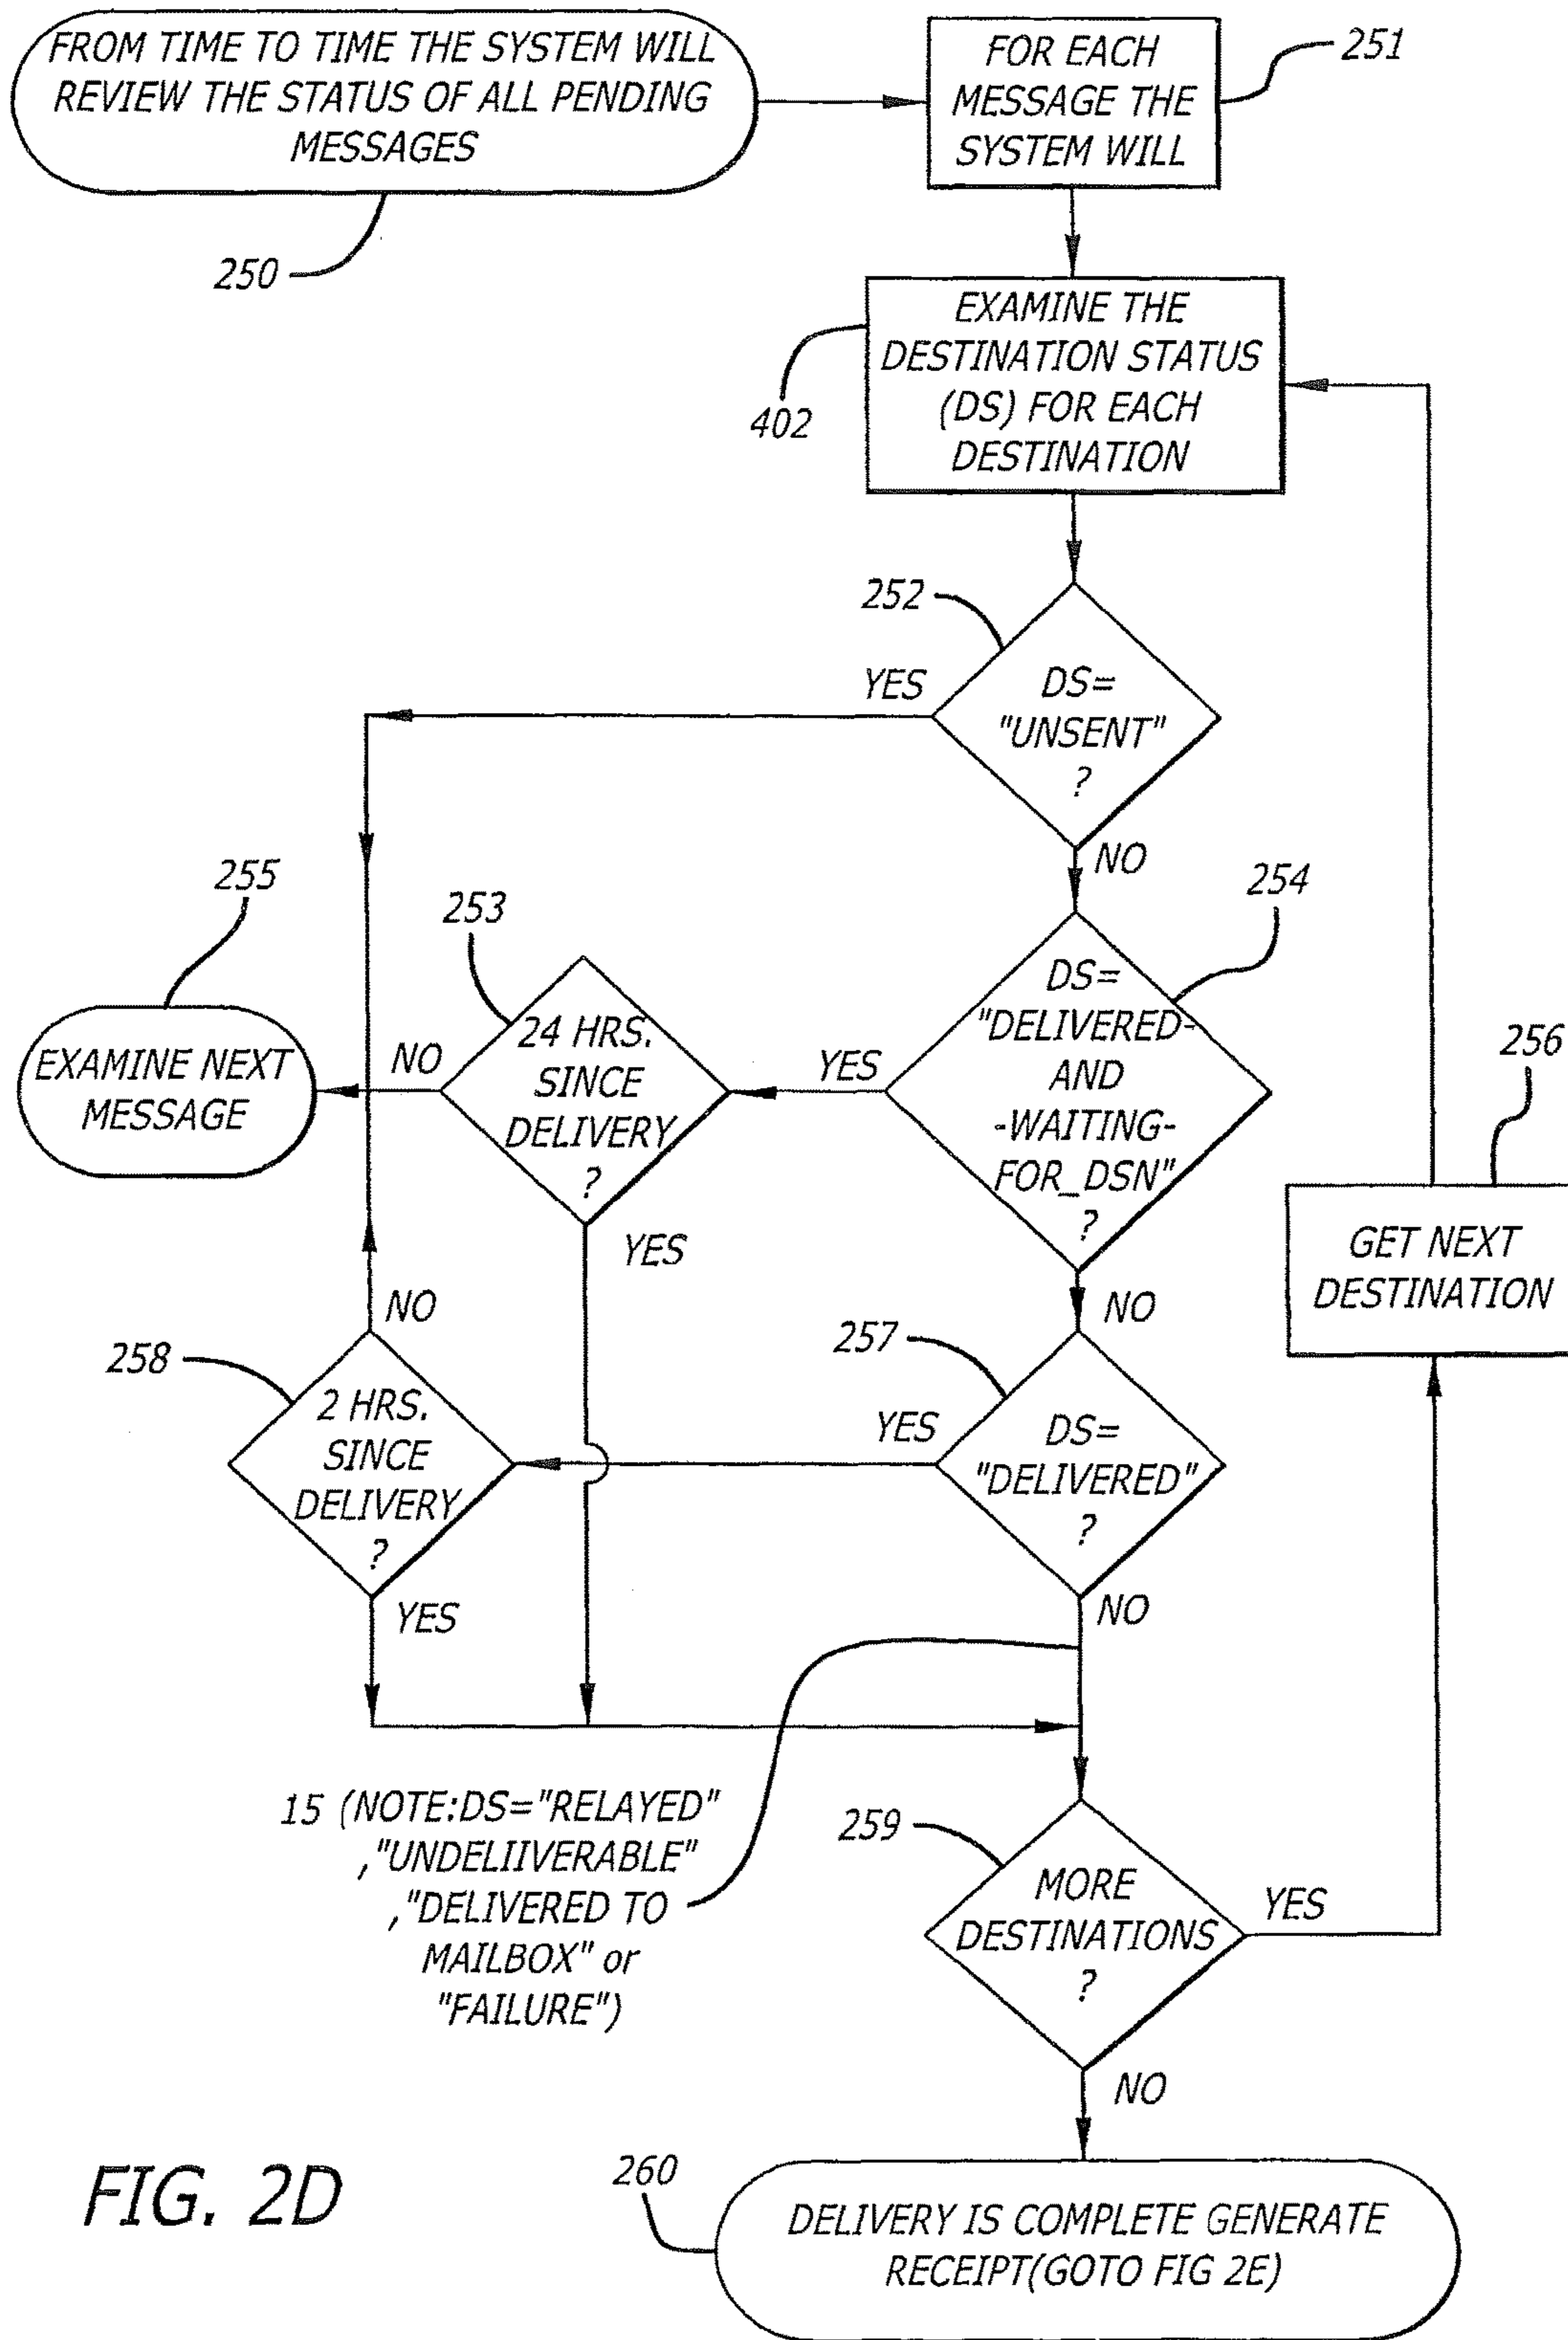 FROM TIME TO TIME THE SYSTEM WILL
REVIEW THE STATUS OF ALL PENDING
MESSAGES
250
FOR EACH
MESSAGE THE
SYSTEM WILL
251
EXAMINE THE
DESTINATION STATUS
(DS) FOR EACH
DESTINATION
402
252
DS=
"UNSENT"
?
YES
NO
254
DS=
"DELIVERED-
AND
-WAITING-
FOR_DSN"
?
YES
NO
253
24 HRS.
SINCE
DELIVERY
?
NO
YES
255
EXAMINE NEXT
MESSAGE
256
GET NEXT
DESTINATION
257
DS=
"DELIVERED"
?
YES
NO
258
2 HRS.
SINCE
DELIVERY
?
NO
YES
15 (NOTE:DS="RELAYED"
,"UNDELIIVERABLE"
,"DELIVERED TO
MAILBOX" or
"FAILURE")
259
MORE
DESTINATIONS
?
YES
NO
260
DELIVERY IS COMPLETE GENERATE
RECEIPT(GOTO FIG 2E)
FIG. 2D